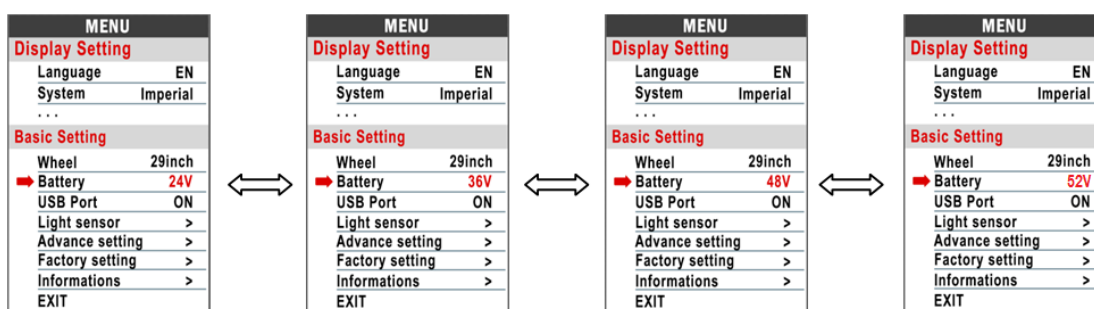 MENU
Display Setting
Language EN
System Imperial
...
Basic Setting
Wheel 29inch
Battery 24V
USB Port ON
Light sensor >
Advance setting >
Factory setting >
Informations >
EXIT
MENU
Display Setting
Language EN
System Imperial
...
Basic Setting
Wheel 29inch
Battery 36V
USB Port ON
Light sensor >
Advance setting >
Factory setting >
Informations >
EXIT
MENU
Display Setting
Language EN
System Imperial
...
Basic Setting
Wheel 29inch
Battery 48V
USB Port ON
Light sensor >
Advance setting >
Factory setting >
Informations >
EXIT
MENU
Display Setting
Language EN
System Imperial
...
Basic Setting
Wheel 29inch
Battery 52V
USB Port ON
Light sensor >
Advance setting >
Factory setting >
Informations >
EXIT